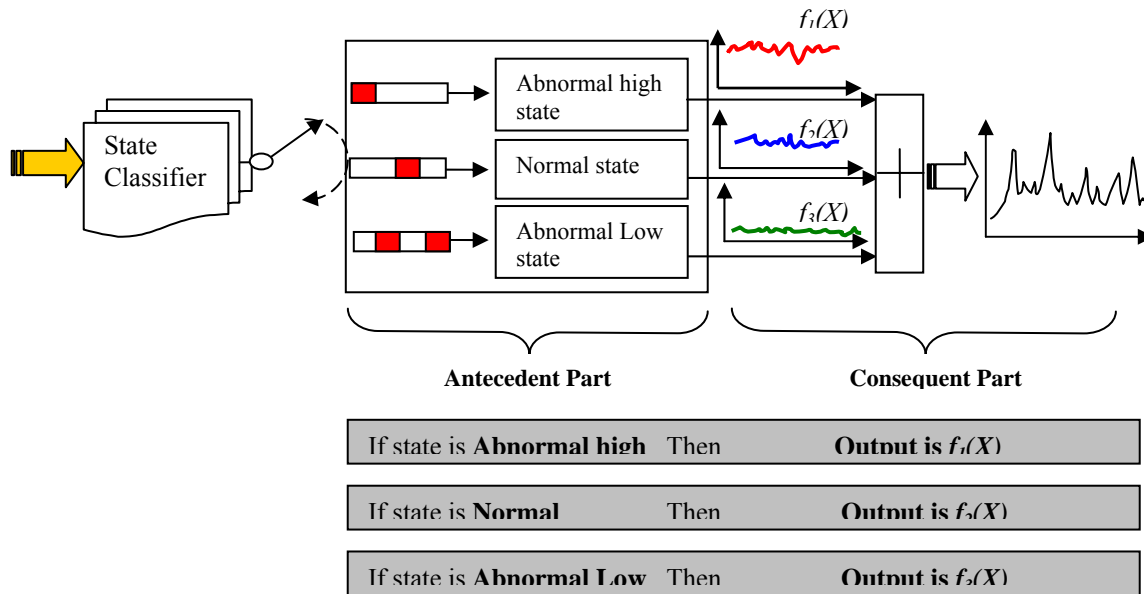 f1(X)
Abnormal high
state
State
Classifier
f2(X)
Normal state
f3(X)
Abnormal Low
state
Antecedent Part
Consequent Part
If state is Abnormal high Then Output is f1(X)
If state is Normal Then Output is f2(X)
If state is Abnormal Low Then Output is f3(X)